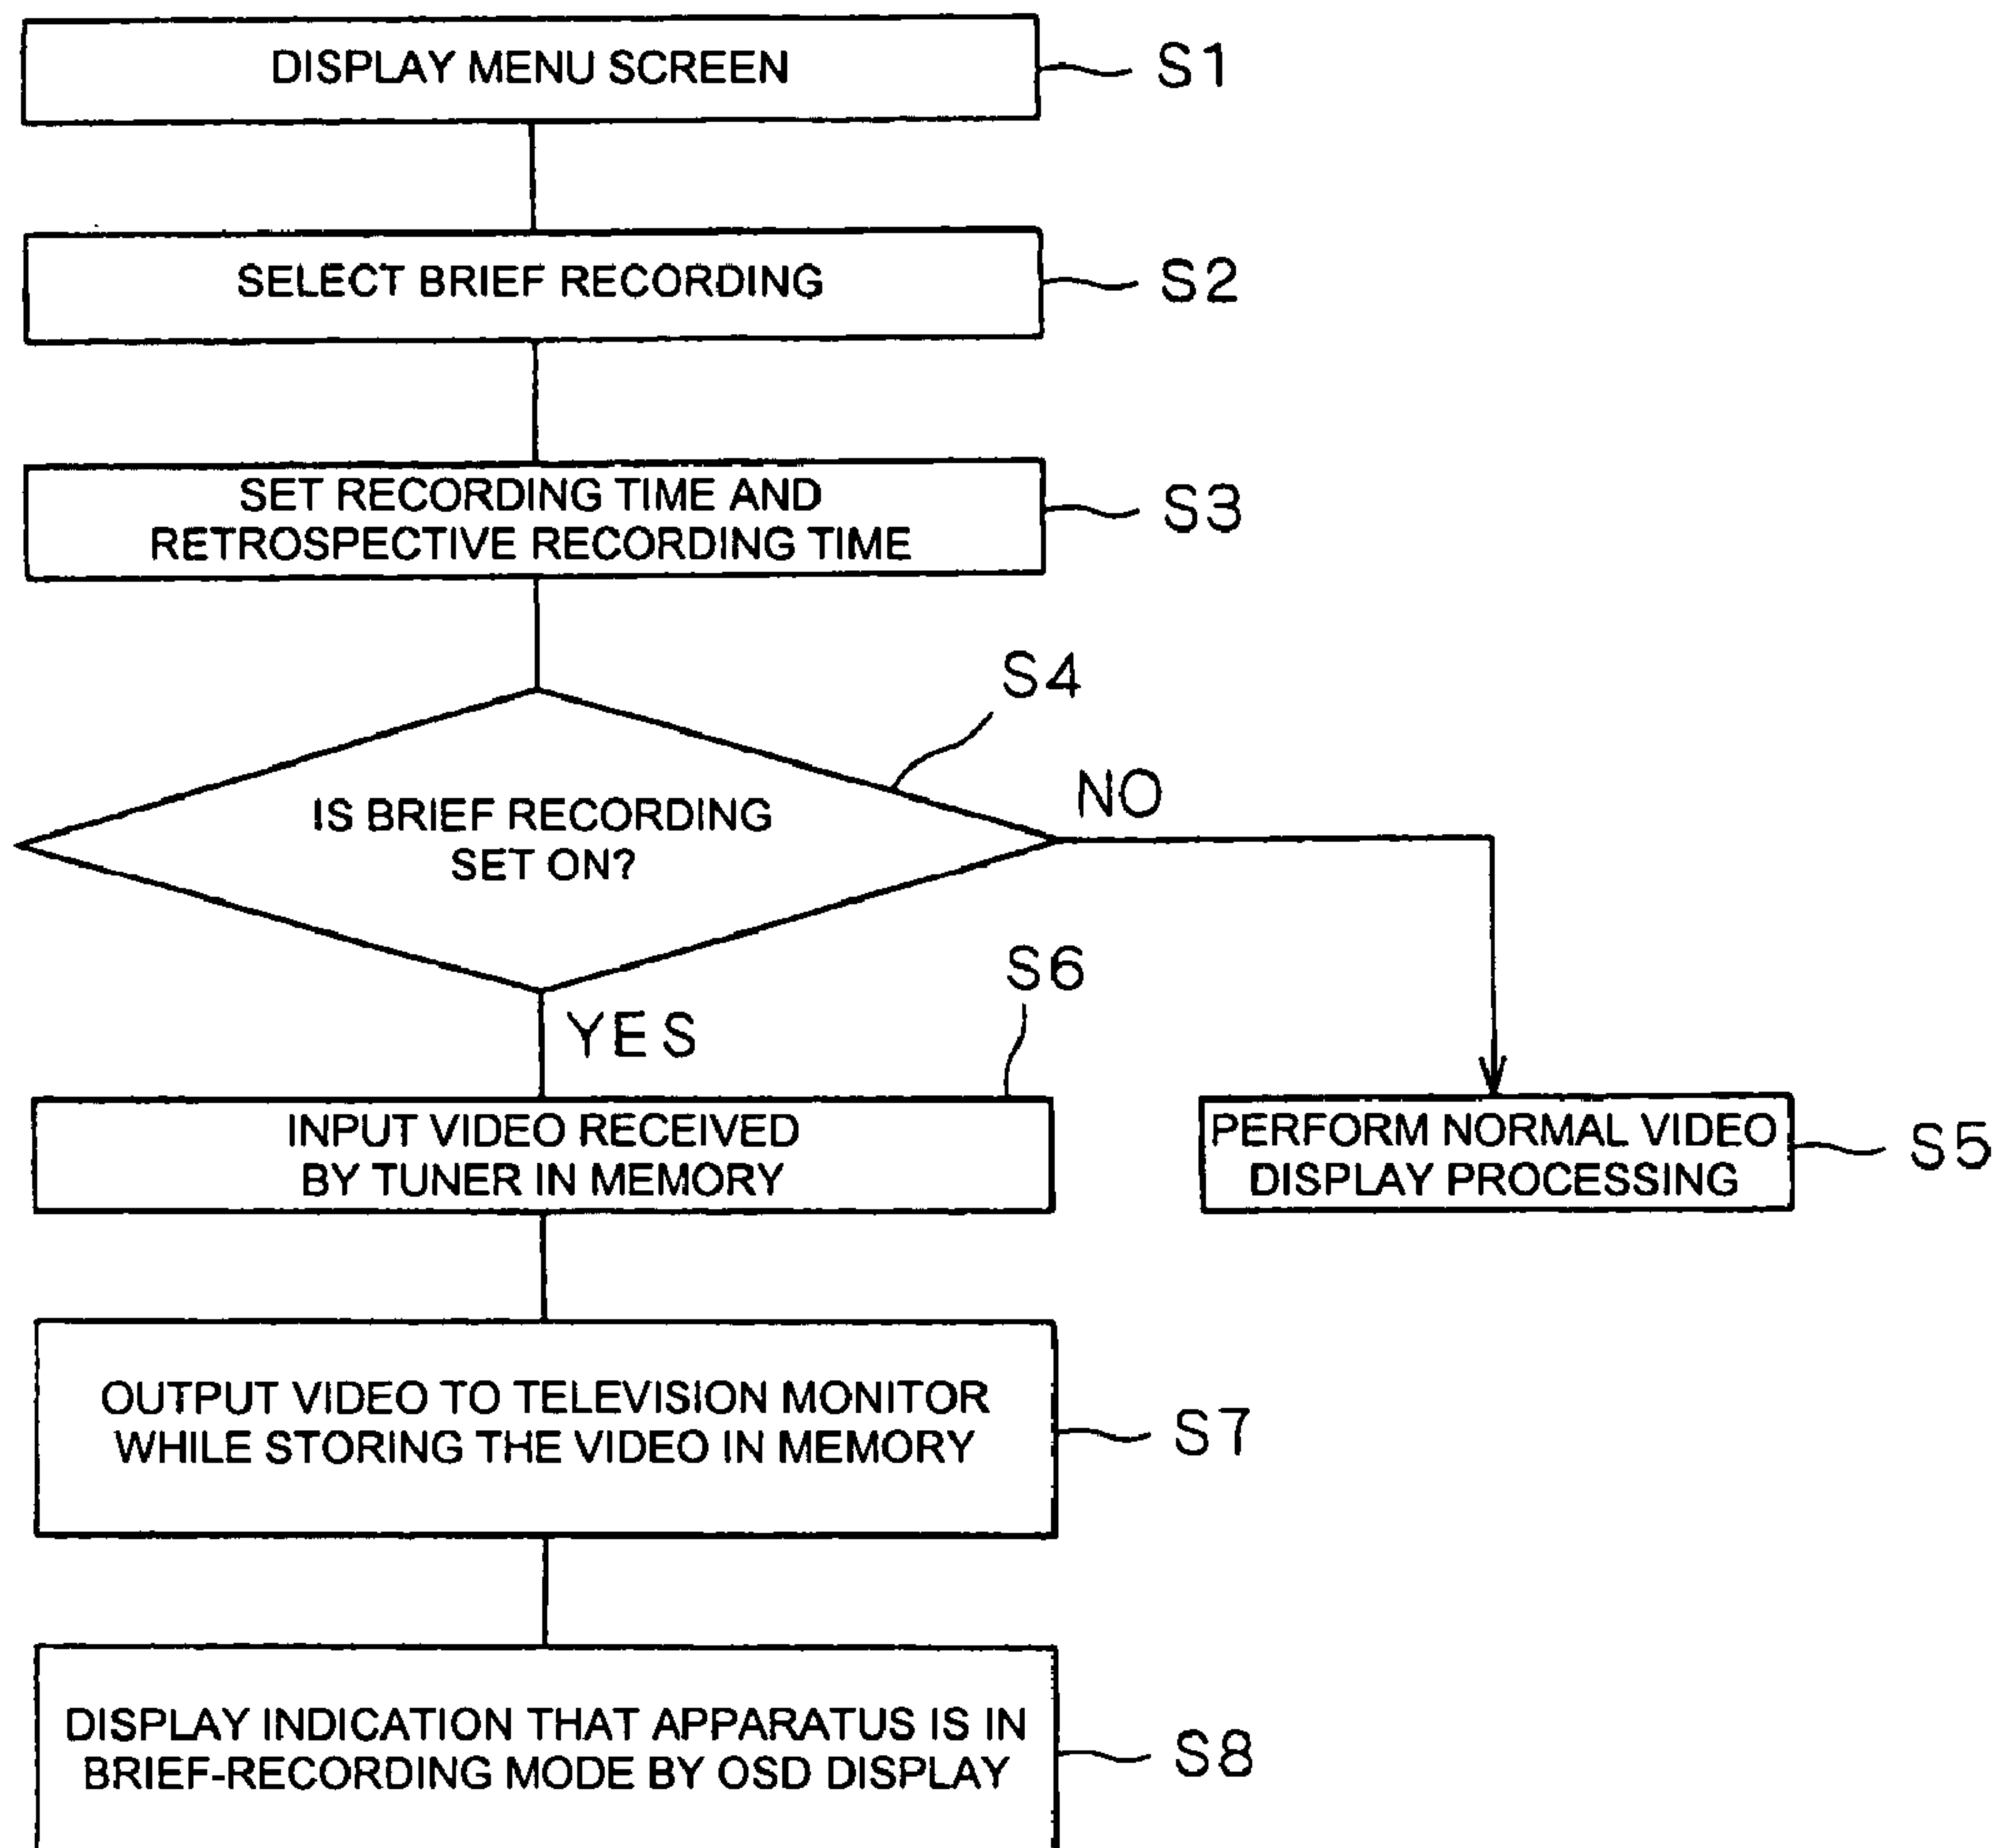 DISPLAY MENU SCREEN
S1
SELECT BRIEF RECORDING
S2
SET RECORDING TIME AND
RETROSPECTIVE RECORDING TIME
S3
S4
IS BRIEF RECORDING
SET ON?
NO
YES
S6
INPUT VIDEO RECEIVED
BY TUNER IN MEMORY
PERFORM NORMAL VIDEO
DISPLAY PROCESSING
S5
OUTPUT VIDEO TO TELEVISION MONITOR
WHILE STORING THE VIDEO IN MEMORY
S7
DISPLAY INDICATION THAT APPARATUS IS IN
BRIEF-RECORDING MODE BY OSD DISPLAY
S8